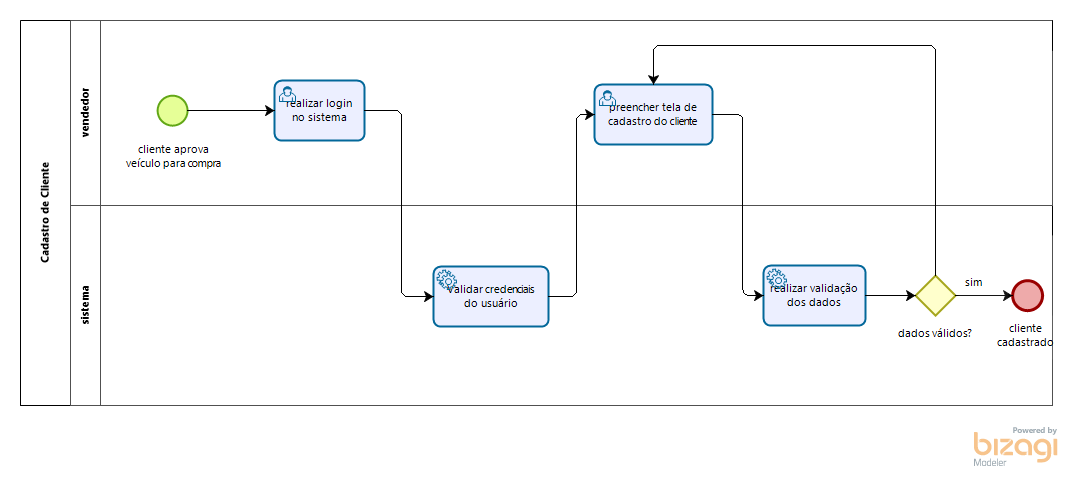 Cadastro de Cliente
vendedor
cliente aprova
veículo para compra
realizar login
no sistema
preencher tela de
cadastro do cliente
sistema
validar credenciais
do usuário
realizar validação
dos dados
dados válidos?
sim
cliente
cadastrado
Powered by
bizagi
Modeler